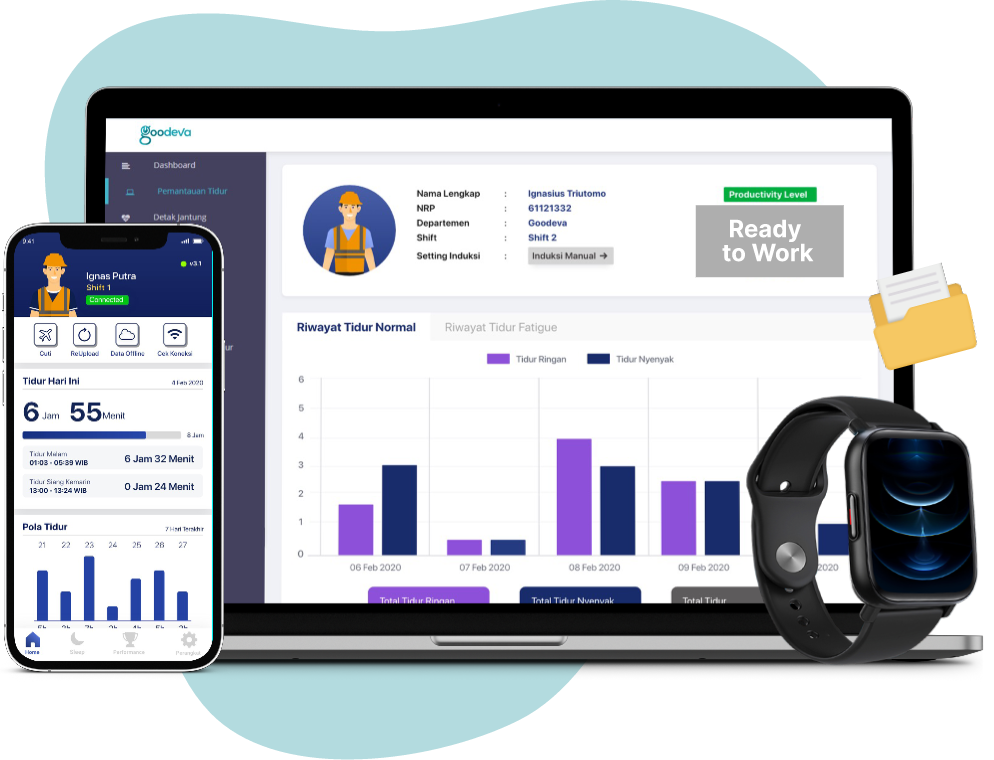 goodeva
Dashboard
Pemantauan Tidur
Detak Jantung
ur
Nama Lengkap : Ignasius Triutomo
NRP : 61121332
Departemen : Goodeva
Shift : Shift 2
Setting Induksi : Induksi Manual →
Productivity Level
Ready
to Work
Riwayat Tidur Normal Riwayat Tidur Fatigue
Tidur Ringan Tidur Nyenyak
6
5
4
3
2
1
0
06 Feb 2020 07 Feb 2020 08 Feb 2020 09 Feb 2020 2020
Total Tidur Ringan Total Tidur Nyenyak Total Tidur
9:41
v3.1
Ignas Putra
Shift 1
Connected
Cuti ReUpload Data Offline Cek Koneksi
Tidur Hari Ini 4 Feb 2020
6 Jam 55 Menit
8 Jam
Tidur Malam
01:03 - 05:39 WIB 6 Jam 32 Menit
Tidur Siang Kemarin
13:00 - 13:24 WIB 0 Jam 24 Menit
Pola Tidur 7 Hari Terakhir
21 22 23 24 25 26 27
Home Sleep Performance Perangkat